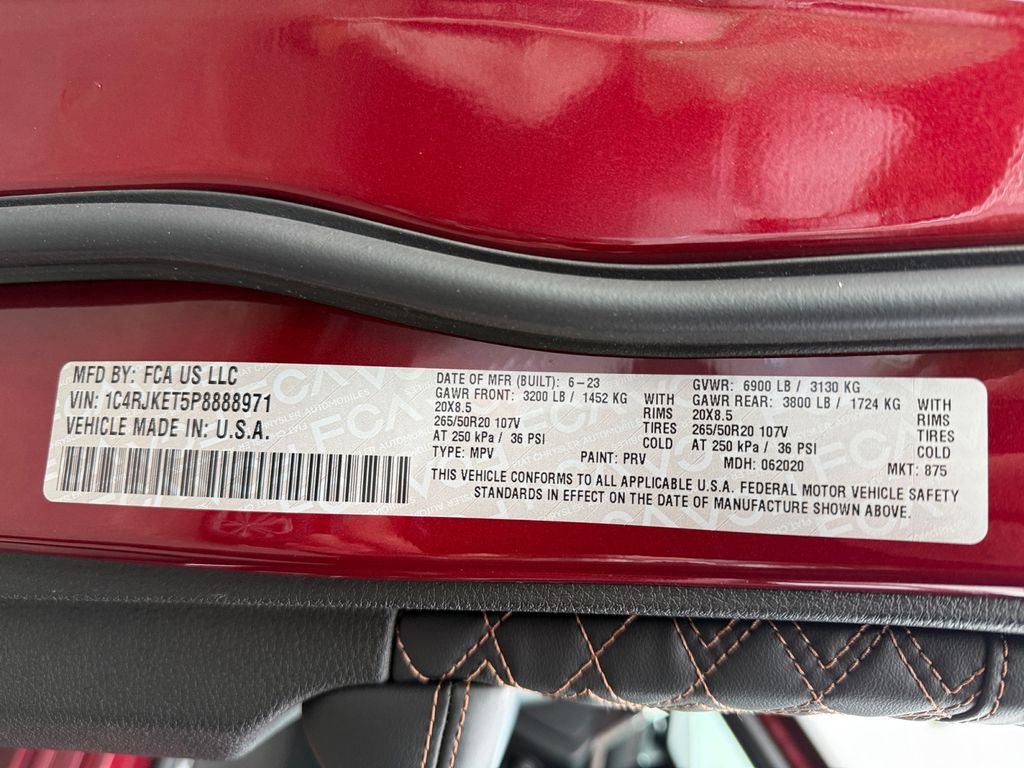 MFD BY: FCA US LLC
VIN: 1C4RJKET5P8888971
VEHICLE MADE IN: U.S.A.
DATE OF MFR (BUILT): 6-23
GAWR FRONT: 3200 LB / 1452 KG WITH
20X8.5 RIMS
265/50R20 107V TIRES
AT 250 kPa / 36 PSI COLD
TYPE: MPV PAINT: PRV
GVWR: 6900 LB / 3130 KG
GAWR REAR: 3800 LB / 1724 KG WITH
20X8.5 RIMS
265/50R20 107V TIRES
AT 250 kPa / 36 PSI COLD
MDH: 062020 MKT: 875
THIS VEHICLE CONFORMS TO ALL APPLICABLE U.S.A. FEDERAL MOTOR VEHICLE SAFETY
STANDARDS IN EFFECT ON THE DATE OF MANUFACTURE SHOWN ABOVE.